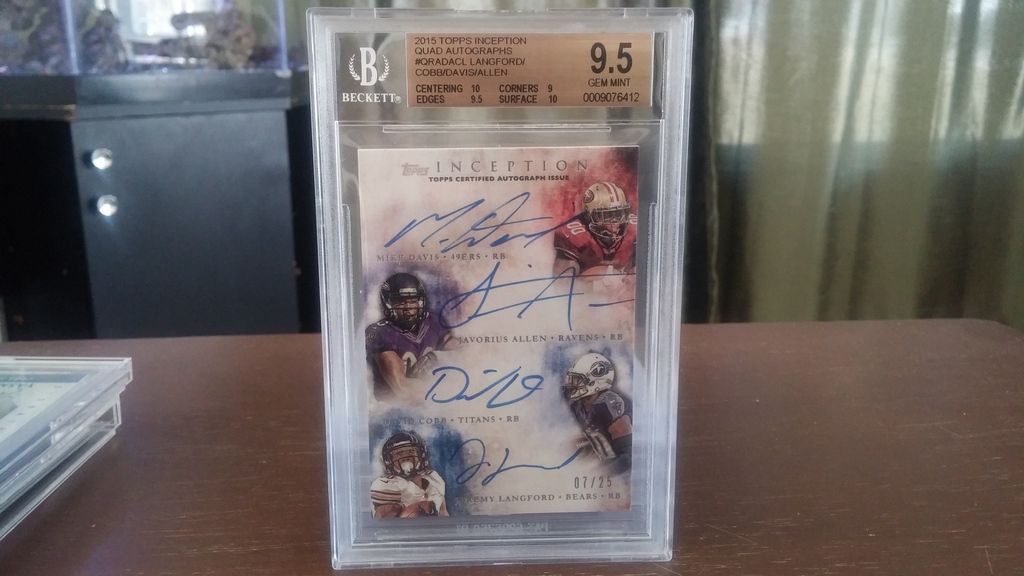 B
BECKETT®
2015 TOPPS INCEPTION
QUAD AUTOGRAPHS
#QRADACL LANGFORD/
COBB/DAVIS/ALLEN
CENTERING 10 CORNERS 9
EDGES 9.5 SURFACE 10
9.5
GEM MINT
0009076412
Topps INCEPTION
TOPPS CERTIFIED AUTOGRAPH ISSUE
MIKE DAVIS • 49ERS • RB
JAVORIUS ALLEN • RAVENS • RB
DAVID COBB • TITANS • RB
07/25
JEREMY LANGFORD • BEARS • RB